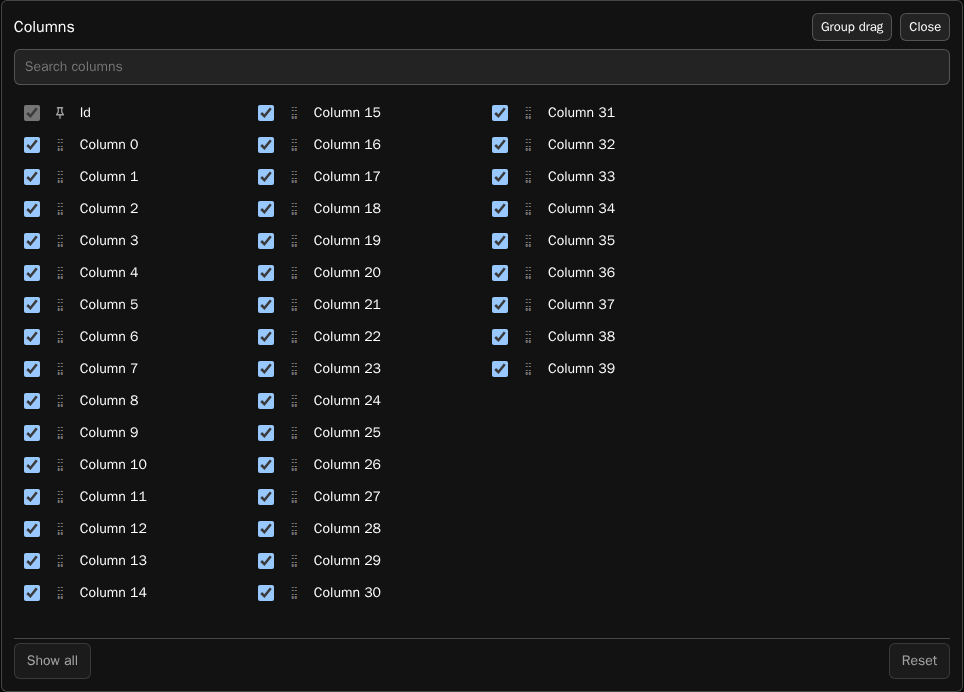 Columns
Group drag
Close
Search columns
Id
Column 0
Column 1
Column 2
Column 3
Column 4
Column 5
Column 6
Column 7
Column 8
Column 9
Column 10
Column 11
Column 12
Column 13
Column 14
Column 15
Column 16
Column 17
Column 18
Column 19
Column 20
Column 21
Column 22
Column 23
Column 24
Column 25
Column 26
Column 27
Column 28
Column 29
Column 30
Column 31
Column 32
Column 33
Column 34
Column 35
Column 36
Column 37
Column 38
Column 39
Show all
Reset